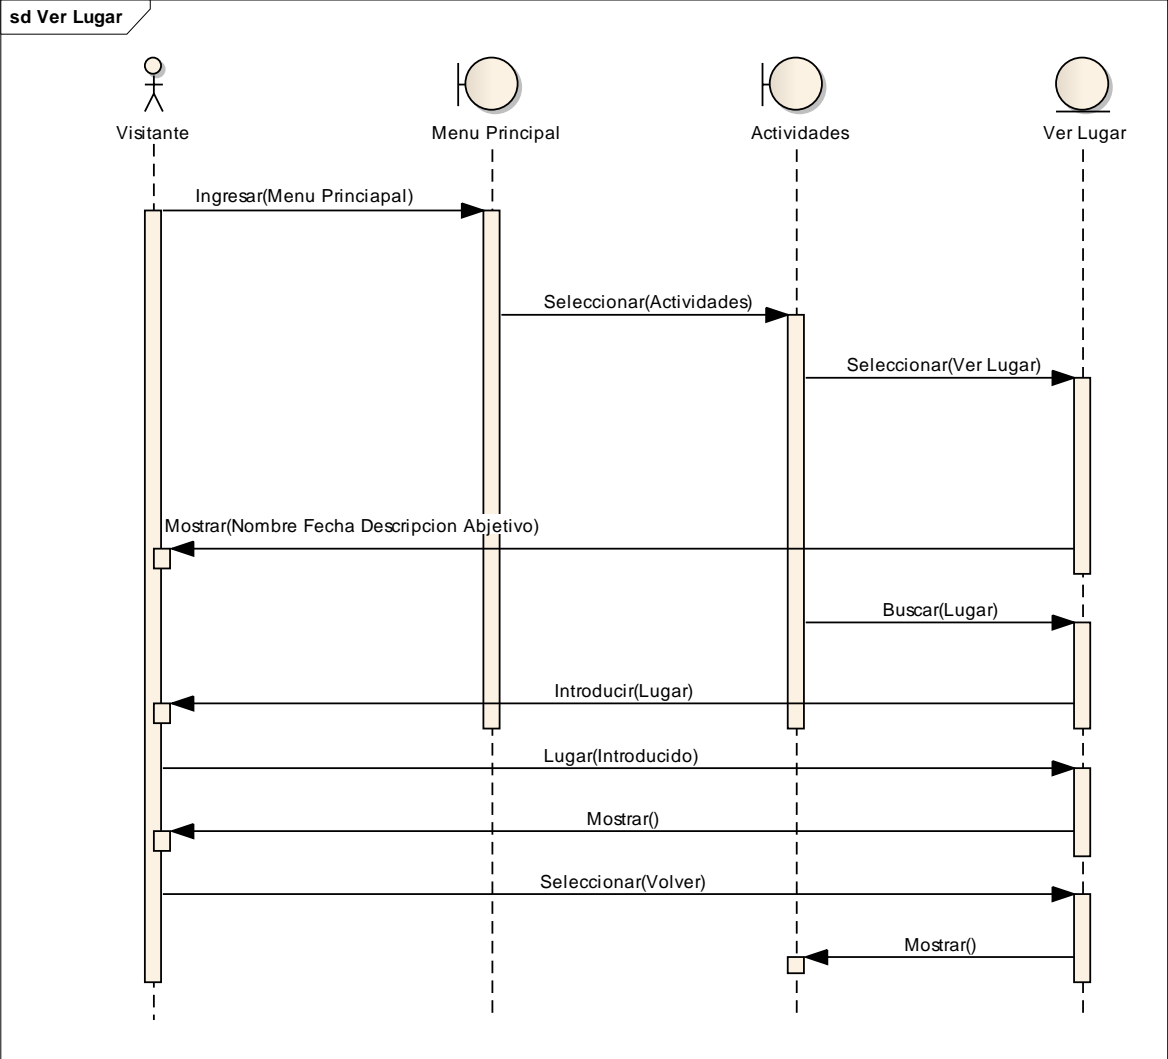 sd Ver Lugar
Visitante
Menu Principal
Actividades
Ver Lugar
Ingresar(Menu Princiapal)
Seleccionar(Actividades)
Seleccionar(Ver Lugar)
Mostrar(Nombre Fecha Descripcion Abjetivo)
Buscar(Lugar)
Introducir(Lugar)
Lugar(Introducido)
Mostrar()
Seleccionar(Volver)
Mostrar()